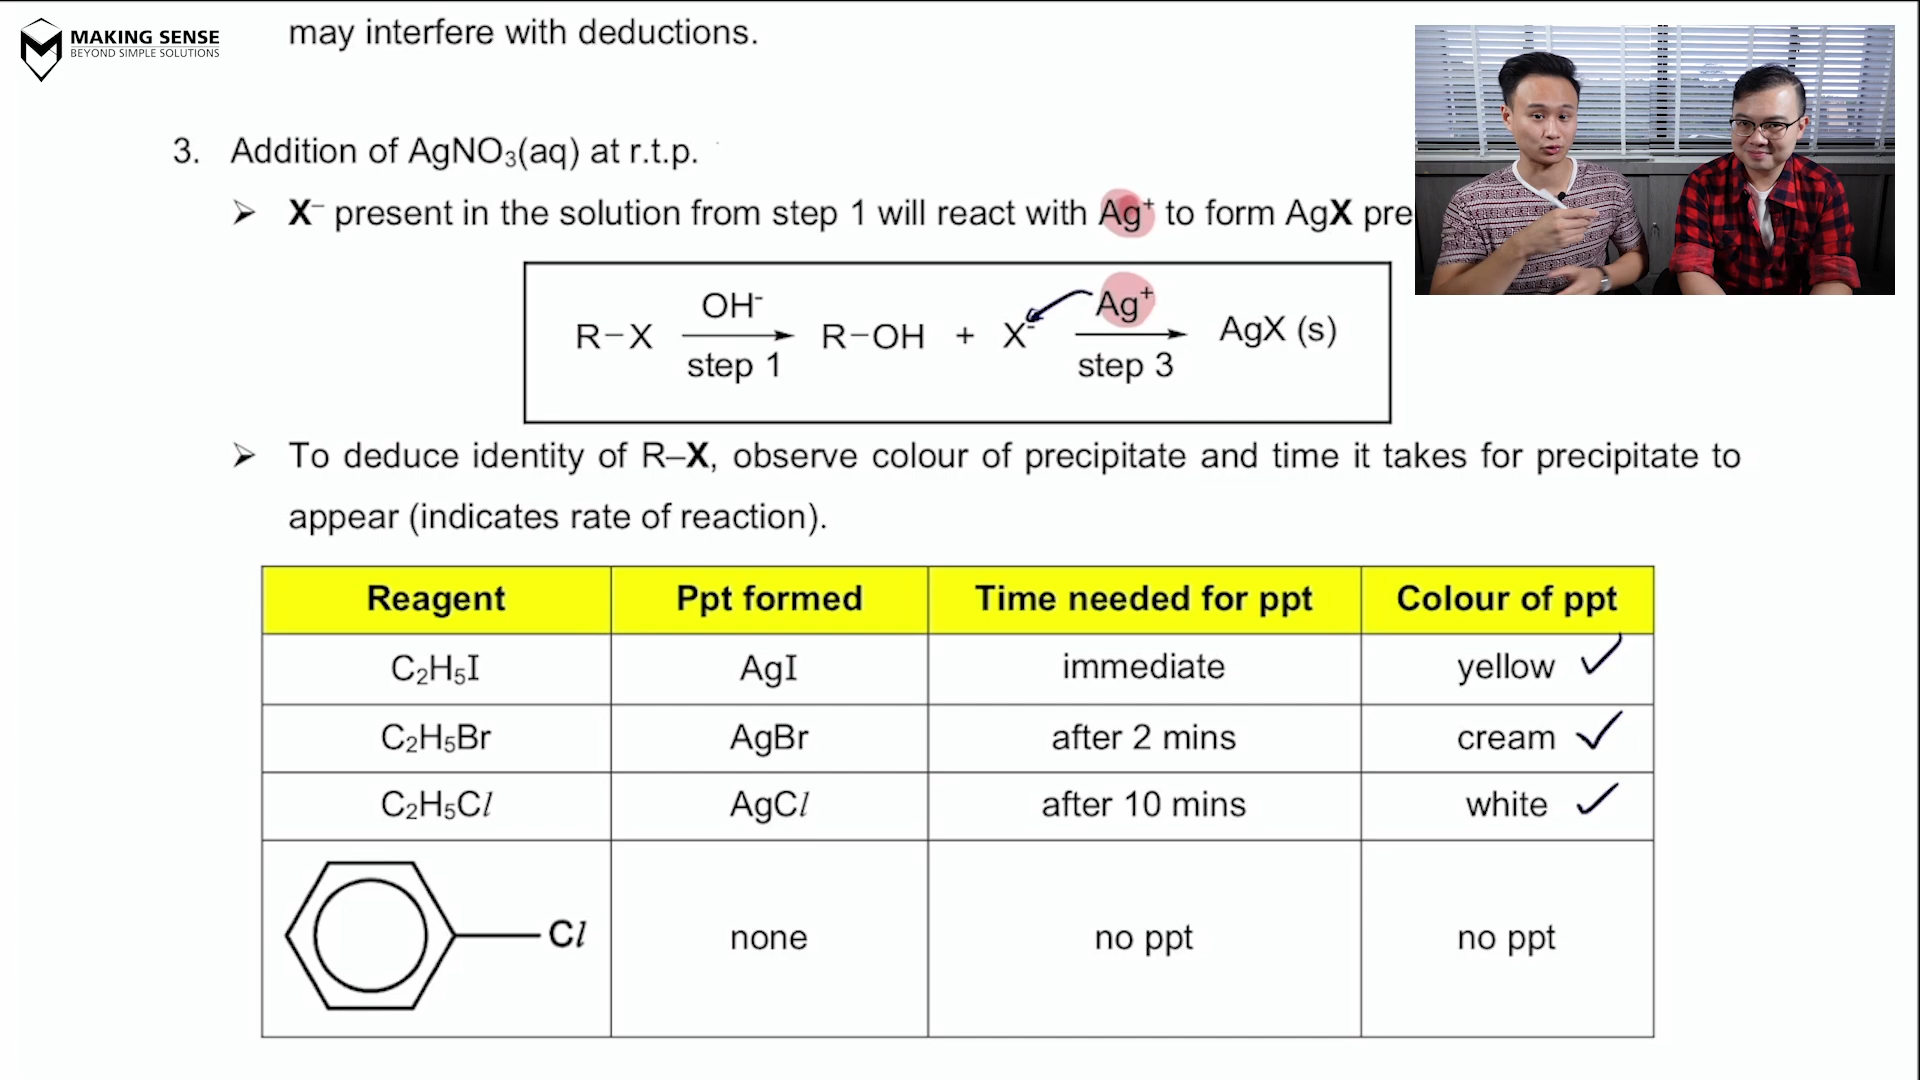 MAKING SENSE
BEYOND SIMPLE SOLUTIONS
may interfere with deductions.
3. Addition of AgNO₃(aq) at r.t.p.
➢ X⁻ present in the solution from step 1 will react with Ag⁺ to form AgX pre
R–X OH⁻ step 1 R–OH + X⁻ Ag⁺ step 3 AgX (s)
➢ To deduce identity of R–X, observe colour of precipitate and time it takes for precipitate to
appear (indicates rate of reaction).
Reagent Ppt formed Time needed for ppt Colour of ppt
C₂H₅I AgI immediate yellow ✓
C₂H₅Br AgBr after 2 mins cream ✓
C₂H₅Cl AgCl after 10 mins white ✓
Cl none no ppt no ppt